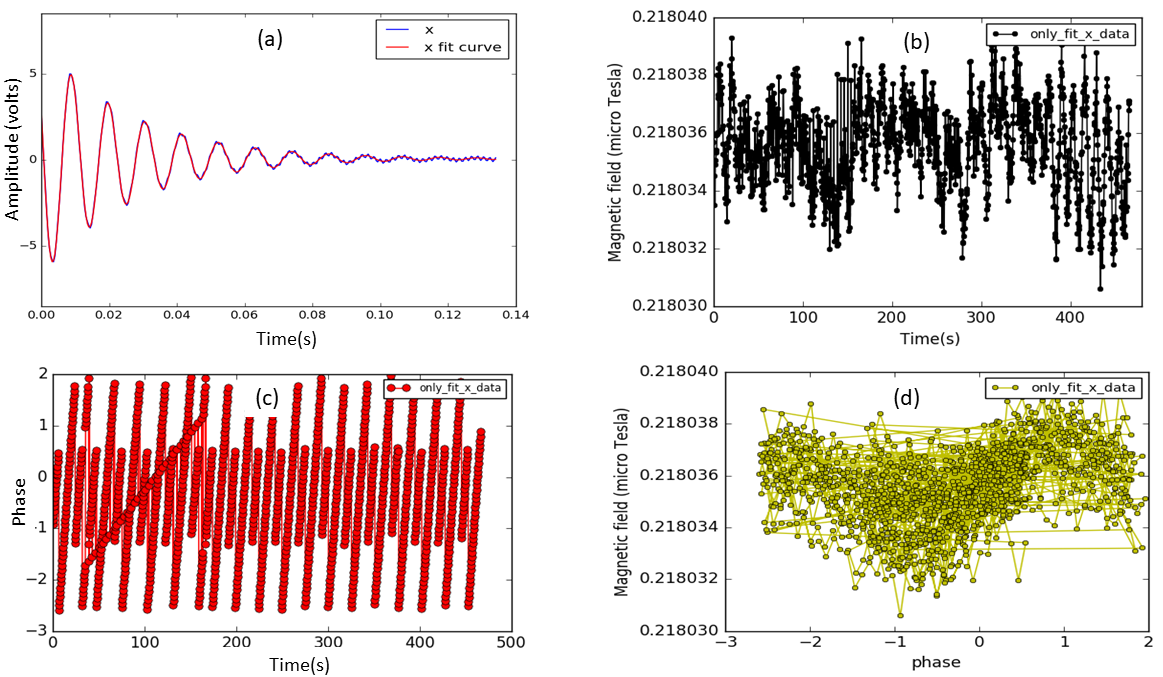 (a)
x
x fit curve
5
0
−5
Amplitude (volts)
0.00 0.02 0.04 0.06 0.08 0.10 0.12 0.14
Time(s)
(b)
only_fit_x_data
0.218040
0.218038
0.218036
0.218034
0.218032
0.218030
Magnetic field (micro Tesla)
0 100 200 300 400
Time(s)
(c)
only_fit_x_data
2
1
0
−1
−2
−3
Phase
0 100 200 300 400 500
Time(s)
(d)
only_fit_x_data
0.218040
0.218038
0.218036
0.218034
0.218032
0.218030
Magnetic field (micro Tesla)
−3 −2 −1 0 1 2
phase